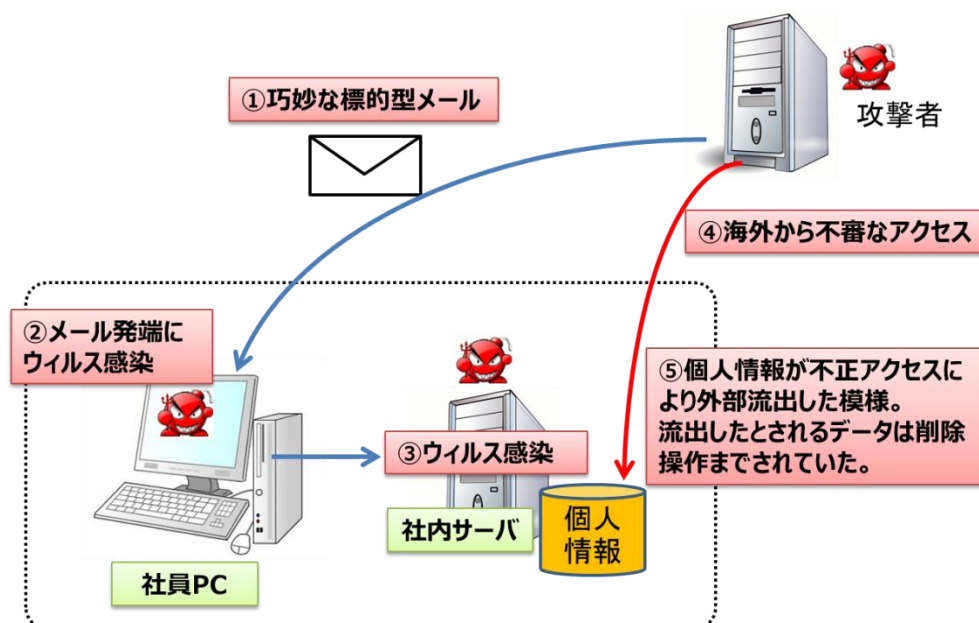 ①巧妙な標的型メール
攻撃者
④海外から不審なアクセス
②メール発端に
ウィルス感染
⑤個人情報が不正アクセスに
より外部流出した模様。
流出したとされるデータは削除
操作までされていた。
③ウィルス感染
社内サーバ
個人
情報
社員PC